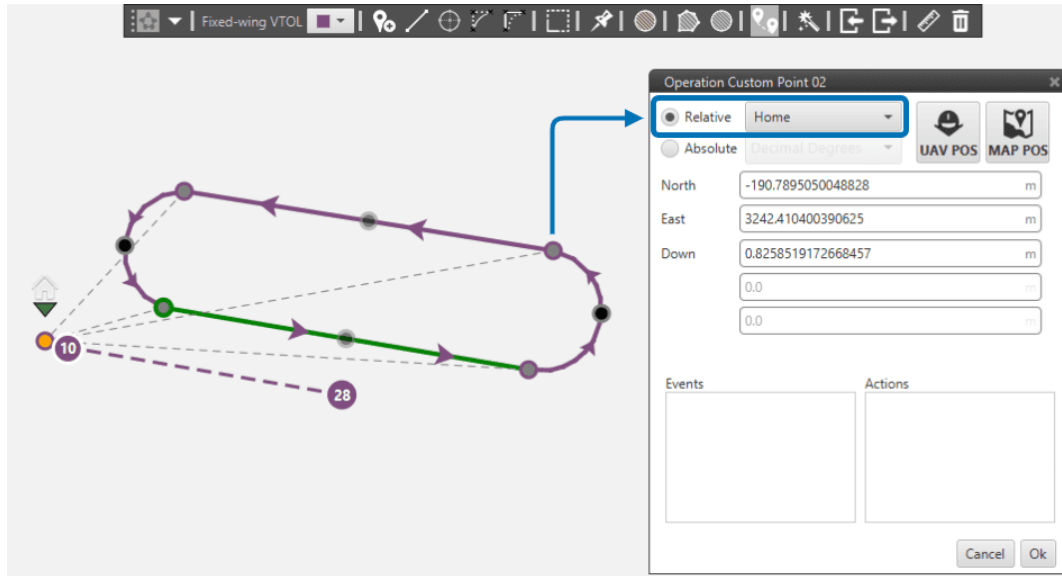 Fixed-wing VTOL
Operation Custom Point 02
Relative Home
Absolute Decimal Degrees
UAV POS MAP POS
North -190.7895050048828 m
East 3242.410400390625 m
Down 0.8258519172668457 m
0.0 m
0.0 m
10
28
Events Actions
Cancel Ok